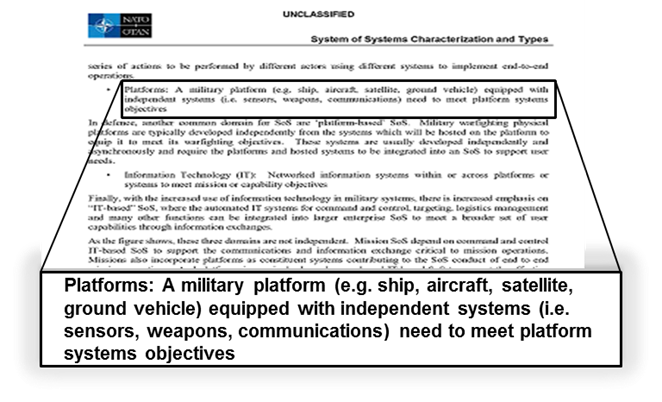 UNCLASSIFIED
NATO
OTAN
System of Systems Characterization and Types
series of actions to be performed by different actors using different systems to implement end-to-end
operations.
• Platforms: A military platform (e.g. ship, aircraft, satellite, ground vehicle) equipped with
independent systems (i.e. sensors, weapons, communications) need to meet platform systems
objectives
In defence, another common domain for SoS are 'platform-based' SoS. Military warfighting physical
platforms are typically developed independently from the systems which will be hosted on the platform to
equip it to meet its warfighting objectives. These systems are usually developed independently and
asynchronously and require the platforms and hosted systems to be integrated into an SoS to support user
needs.
• Information Technology (IT): Networked information systems within or across platforms or
systems to meet mission or capability objectives
Finally, with the increased use of information technology in military systems, there is increased emphasis on
"IT-based" SoS, where the automated IT systems for command and control, targeting, logistics management
and many other functions can be integrated into larger enterprise SoS to meet a broader set of user
capabilities through information exchanges.
As the figure shows, these three domains are not independent. Mission SoS depend on command and control
IT-based SoS to support the communications and information exchange critical to mission operations.
Missions also incorporate platforms as constituent systems contributing to the SoS conduct of end to end
Platforms: A military platform (e.g. ship, aircraft, satellite,
ground vehicle) equipped with independent systems (i.e.
sensors, weapons, communications) need to meet platform
systems objectives